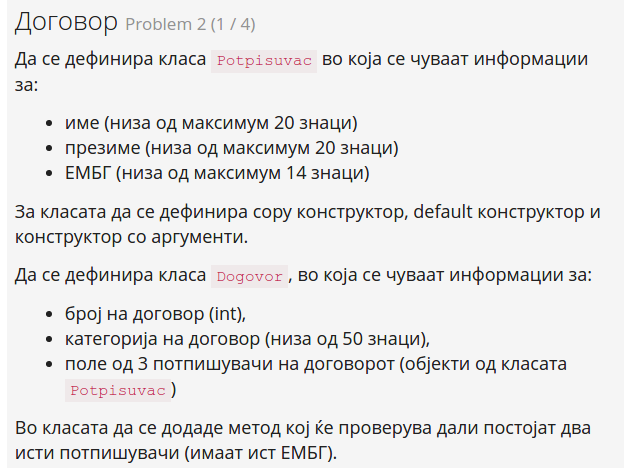 Договор Problem 2 (1 / 4)
Да се дефинира класа Potpisuvac во која се чуваат информации
за:
• име (низа од максимум 20 знаци)
• презиме (низа од максимум 20 знаци)
• ЕМБГ (низа од максимум 14 знаци)
За класата да се дефинира copy конструктор, default конструктор и
конструктор со аргументи.
Да се дефинира класа Dogovor, во која се чуваат информации за:
• број на договор (int),
• категорија на договор (низа од 50 знаци),
• поле од 3 потпишувачи на договорот (објекти од класата
Potpisuvac)
Во класата да се додаде метод кој ќе проверува дали постојат два
исти потпишувачи (имаат ист ЕМБГ).